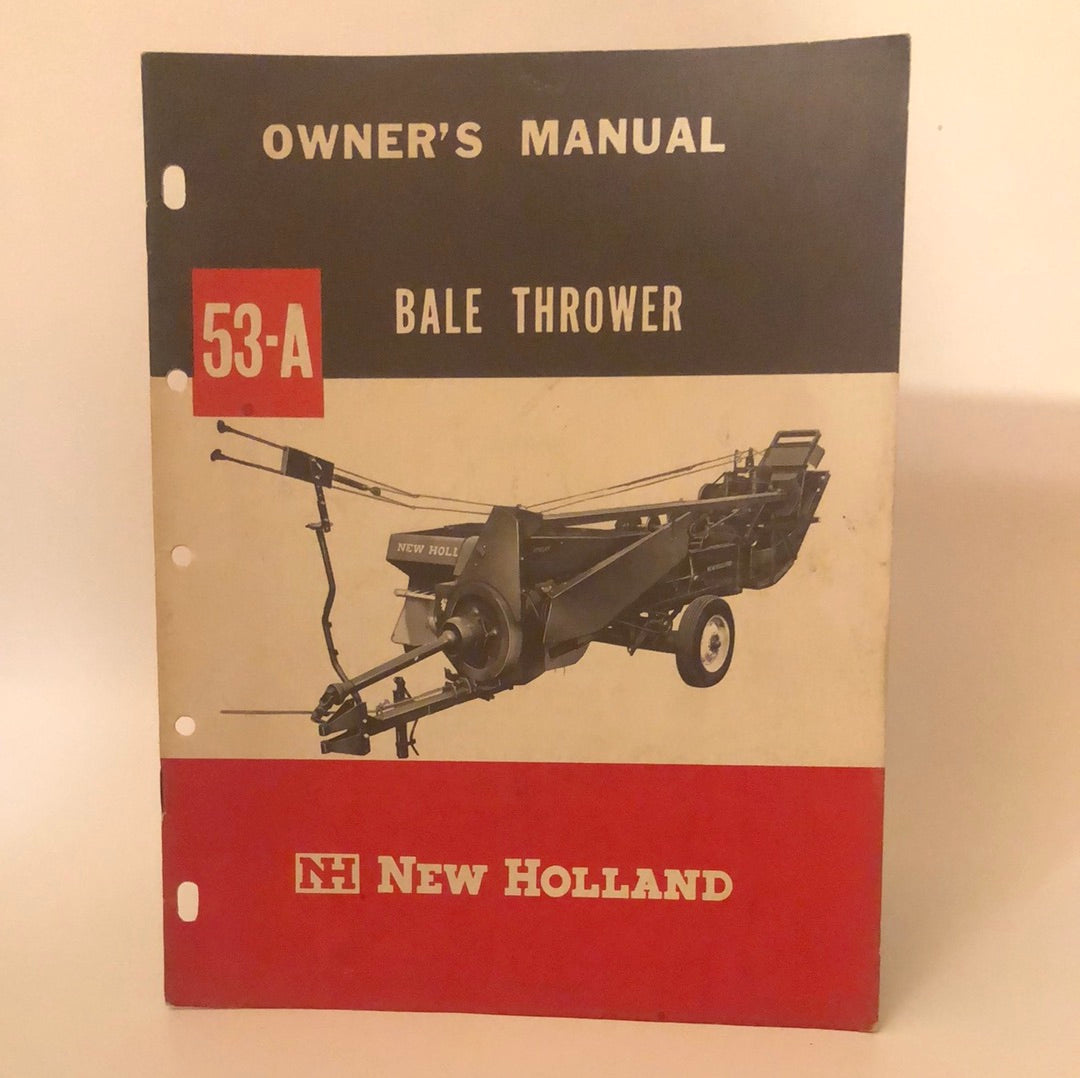 OWNER'S MANUAL
BALE THROWER
53-A
NEW HOLL
NH NEW HOLLAND